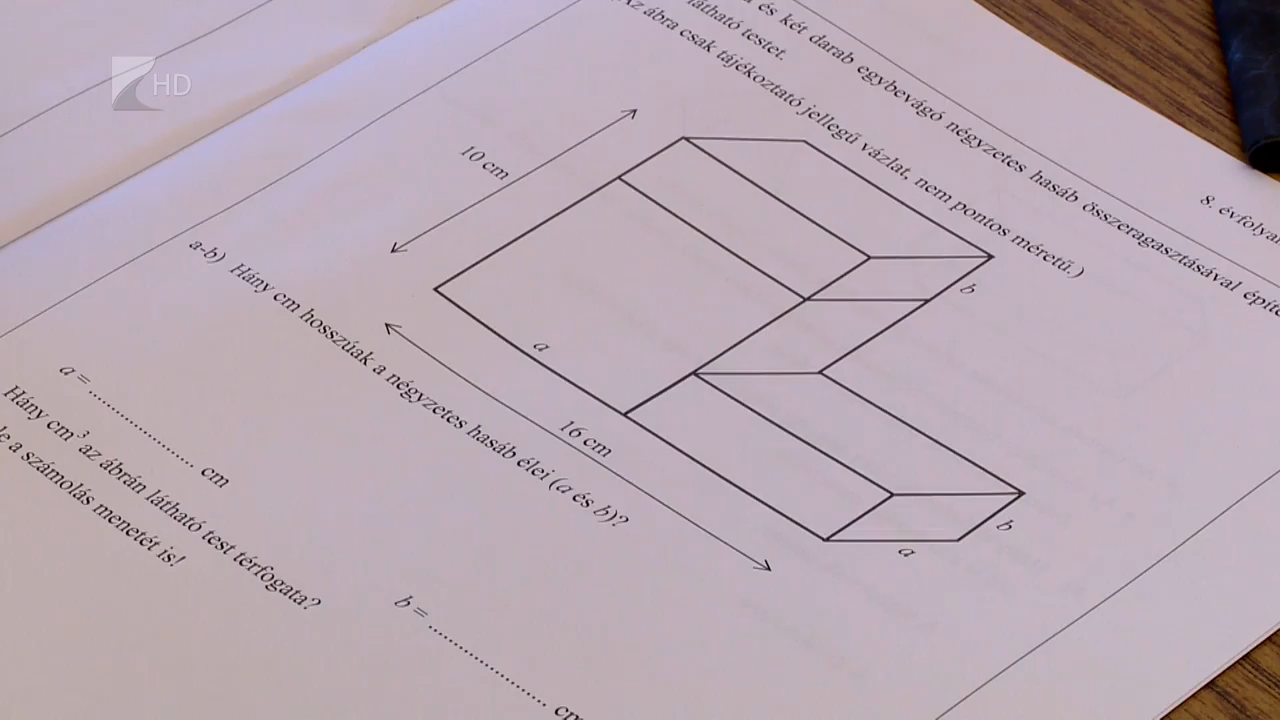 HD
és két darab egybevágó négyzetes hasáb összeragasztásával építe
látható testet.
Az ábra csak tájékoztató jellegű vázlat, nem pontos méretű.)
8. évfolya
10 cm
b
a
16 cm
b
a
a-b) Hány cm hosszúak a négyzetes hasáb élei (a és b)?
a = .................... cm
b = .................... cm
Hány cm³ az ábrán látható test térfogata?
le a számolás menetét is!